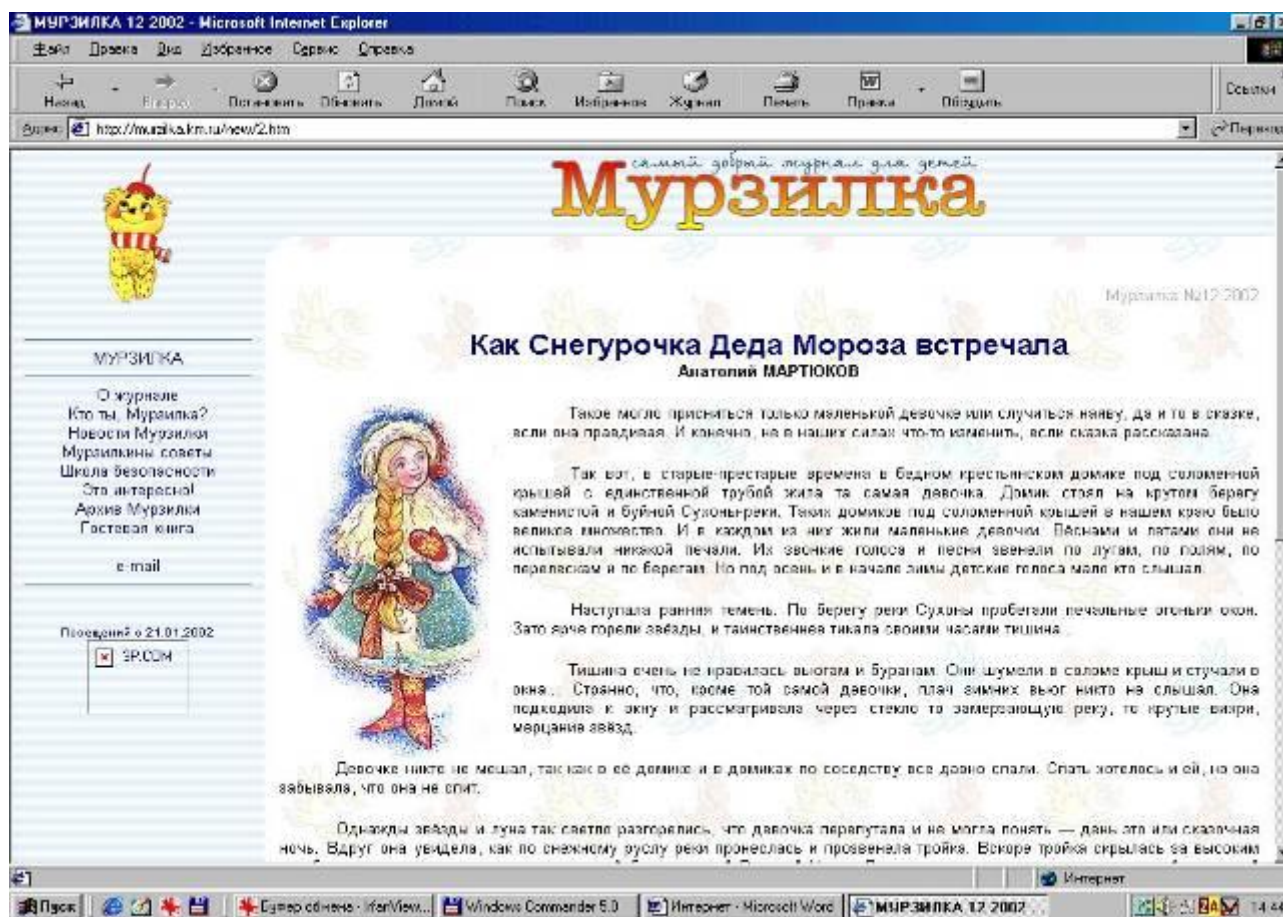 МУРЗИЛКА 12 2002 - Microsoft Internet Explorer
Файл Правка Вид Избранное Сервис Справка
Назад Вперед Остановить Обновить Домой Поиск Избранное Журнал Печать Правка Обсудить Ссылки
Адрес http://murzilka.km.ru/new/2.htm Переход
самый добрый журнал для детей
Мурзилка
Мурзилка №12 2002
МУРЗИЛКА
О журнале
Кто ты, Мурзилка?
Новости Мурзилки
Мурзилкины советы
Школа безопасности
Это интересно!
Архив Мурзилки
Гостевая книга
e-mail
Посещений с 21.01.2002
SP.COM
Как Снегурочка Деда Мороза встречала
Анатолий МАРТЮКОВ
Такое могло присниться только маленькой девочке или случиться наяву, да и то в сказке,
если она правдивая. И конечно, не в наших силах что-то изменить, если сказка рассказана.
Так вот, в старые-престарые времена в бедном крестьянском домике под соломенной
крышей с единственной трубой жила та самая девочка. Домик стоял на крутом берегу
каменистой и буйной Сухоны-реки. Таких домиков под соломенной крышей в нашем краю было
великое множество. И в каждом из них жили маленькие девочки. Вёснами и летами они не
испытывали никакой печали. Их звонкие голоса и песни звенели по лугам, по полям, по
перелескам и по берегам. Но под осень и в начале зимы детские голоса мало кто слышал.
Наступала ранняя темень. По берегу реки Сухоны пробегали печальные огоньки окон.
Зато ярче горели звёзды, и таинственнее тикала своими часами тишина...
Тишина очень не нравилась вьюгам и буранам. Они шумели в соломе крыш и стучали в
окна... Странно, что, кроме той самой девочки, плач зимних вьюг никто не слышал. Она
подходила к окну и рассматривала через стекло то замерзающую реку, то крутые вихри,
мерцание звёзд.
Девочке никто не мешал, так как в её домике и в домиках по соседству все давно спали. Спать хотелось и ей, но она
забывала, что она не спит.
Однажды звёзды и луна так светло разгорелись, что девочка перепутала и не могла понять — день это или сказочная
ночь. Вдруг она увидела, как по снежному руслу реки пронеслась и прозвенела тройка. Вскоре тройка скрылась за высоким
Интернет
Пуск Буфер обмена - IrfanView... Windows Commander 5.0 Интернет - Microsoft Word МУРЗИЛКА 12 2002 - ... 14:44